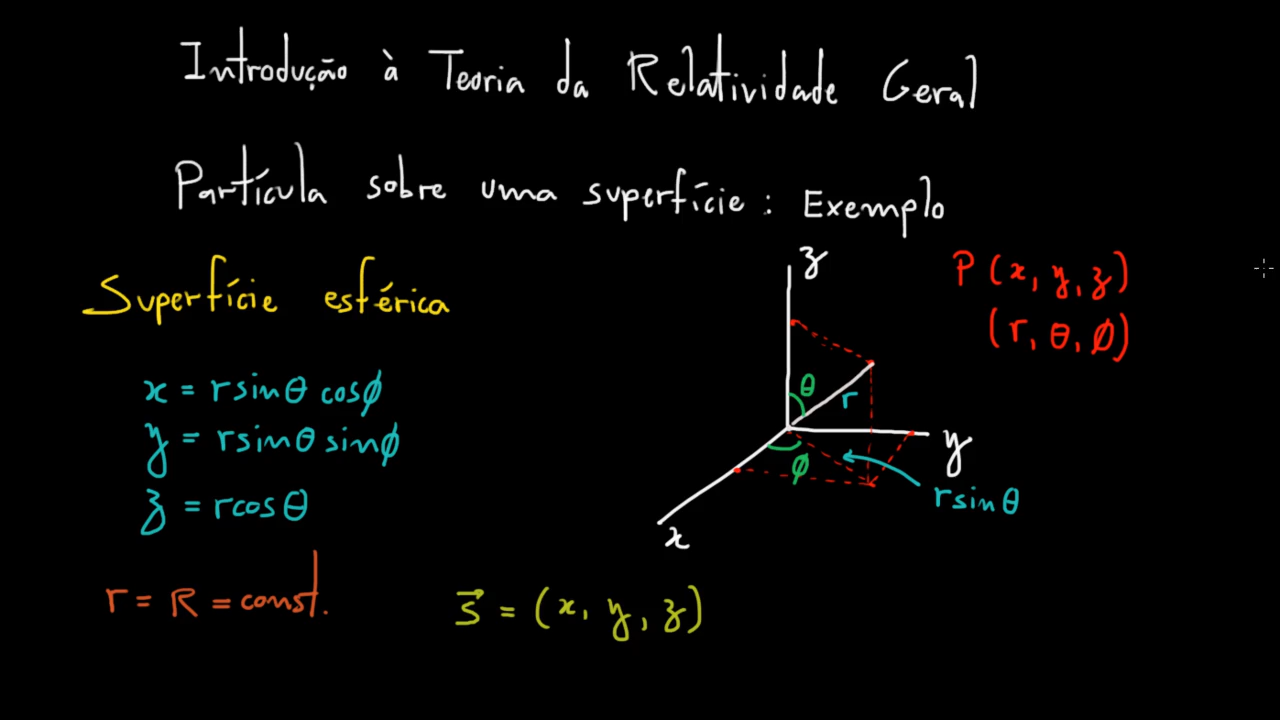 Introdução à Teoria da Relatividade Geral
Partícula sobre uma superfície: Exemplo
Superfície esférica
x = r sin θ cos ϕ
y = r sin θ sin ϕ
z = r cos θ
r = R = const.
s⃗ = (x, y, z)
z
θ
r
y
ϕ
r sin θ
x
P (x, y, z)
(r, θ, ϕ)